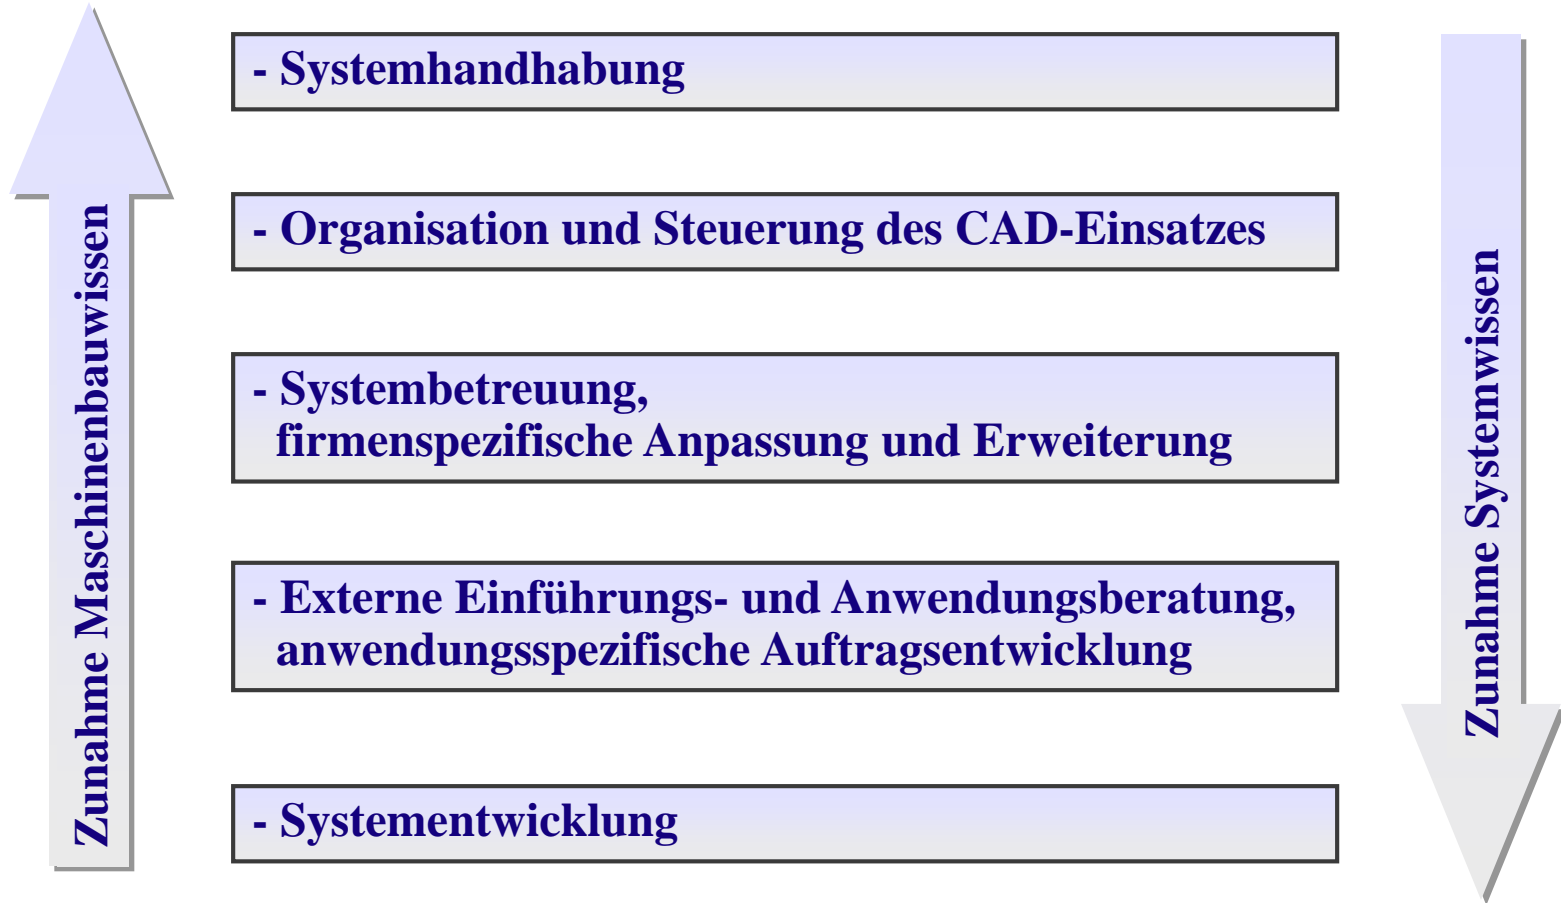 Zunahme Maschinenbauwissen
- Systemhandhabung
- Organisation und Steuerung des CAD-Einsatzes
- Systembetreuung,
firmenspezifische Anpassung und Erweiterung
- Externe Einführungs- und Anwendungsberatung,
anwendungsspezifische Auftragsentwicklung
- Systementwicklung
Zunahme Systemwissen